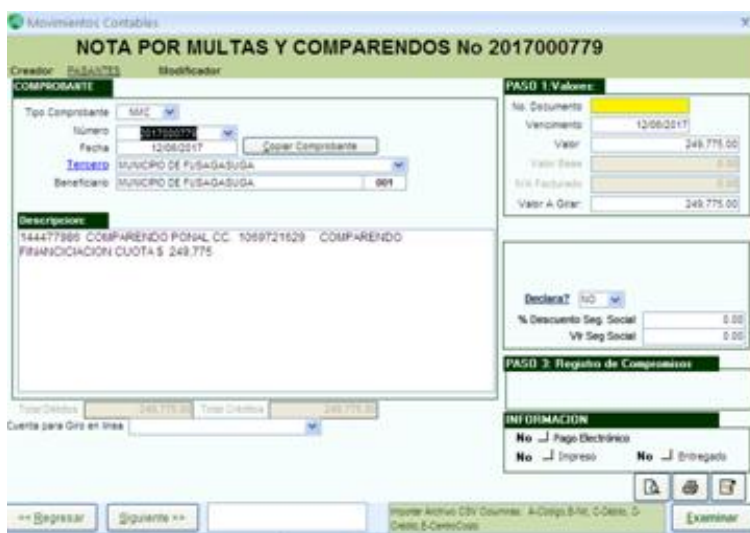 Movimientos Contables
NOTA POR MULTAS Y COMPARENDOS No 2017000779
Creador PASANTES Modificador
COMPROBANTE
Tipo Comprobante
Número 2017000779
Fecha 12/06/2017 Copiar Comprobante
Tercero MUNICIPIO DE FUSAGASUGA
Beneficiario MUNICIPIO DE FUSAGASUGA 001
Descripcion:
144477986 COMPARENDO PONAL CC. 1069721629 COMPARENDO
FINANCICIACION CUOTA $ 249,775
Total Débitos 249,775.00 Total Créditos 249,775.00
Cuenta para Giro en línea
PASO 1:Valores:
No. Documento
Vencimiento 12/06/2017
Valor 249,775.00
Valor Base 0.00
IVA Facturado 0.00
Valor A Girar: 249,775.00
Declara? NO
% Descuento Seg. Social 0.00
Vlr Seg Social 0.00
PASO 3: Registro de Compromisos
INFORMACION
No Pago Electrónico
No Impreso No Entregado
<< Regresar Siguiente >>
Importar Archivo CSV Columnas: A-Código,B-Nit, C-Débito, D-
Crédito, E-CentroCosto
Examinar